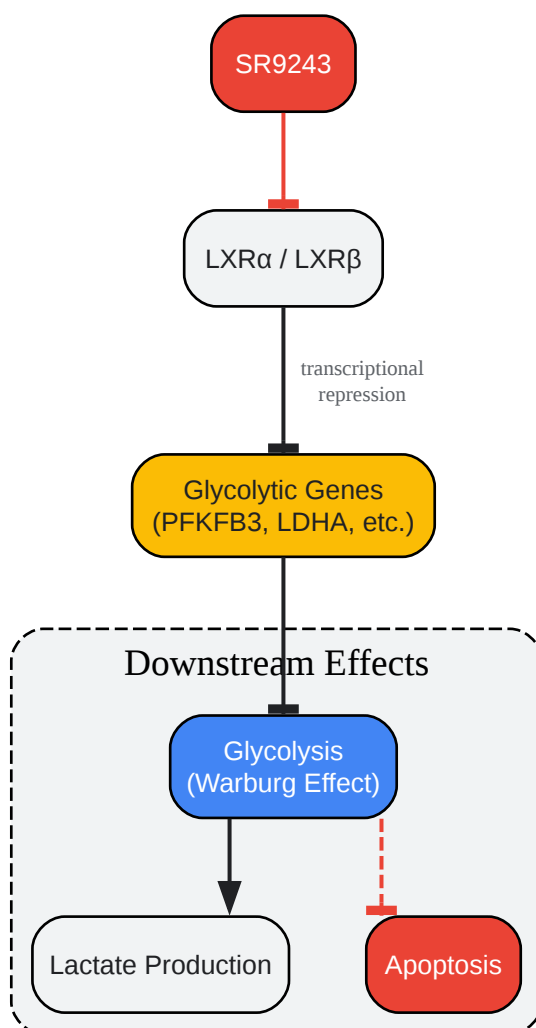 SR9243
LXRα / LXRβ
transcriptional
repression
Glycolytic Genes
(PFKFB3, LDHA, etc.)
Downstream Effects
Glycolysis
(Warburg Effect)
Lactate Production
Apoptosis